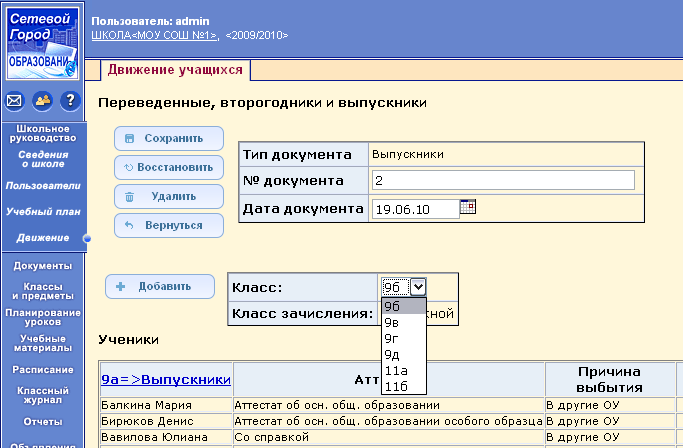 Сетевой
Город
ОБРАЗОВАНИ
Пользователь: admin
ШКОЛА<МОУ СОШ №1>, <2009/2010>
Движение учащихся
?
Школьное
руководство
Сведения
о школе
Пользователи
Учебный план
Движение
Документы
Классы
и предметы
Планирование
уроков
Учебные
материалы
Расписание
Классный
журнал
Отчеты
Объявления
Переведенные, второгодники и выпускники
Сохранить
Восстановить
Удалить
Вернуться
Тип документа Выпускники
№ документа 2
Дата документа 19.06.10
Добавить
Класс: 9б
Класс зачисления: жной
9б
9в
9г
9д
11а
11б
Ученики
9а=>Выпускники Атт Причина
выбытия
Балкина Мария Аттестат об осн. общ. образовании В другие ОУ
Бирюков Денис Аттестат об осн. общ. образовании особого образца В другие ОУ
Вавилова Юлиана Со справкой В другие ОУ